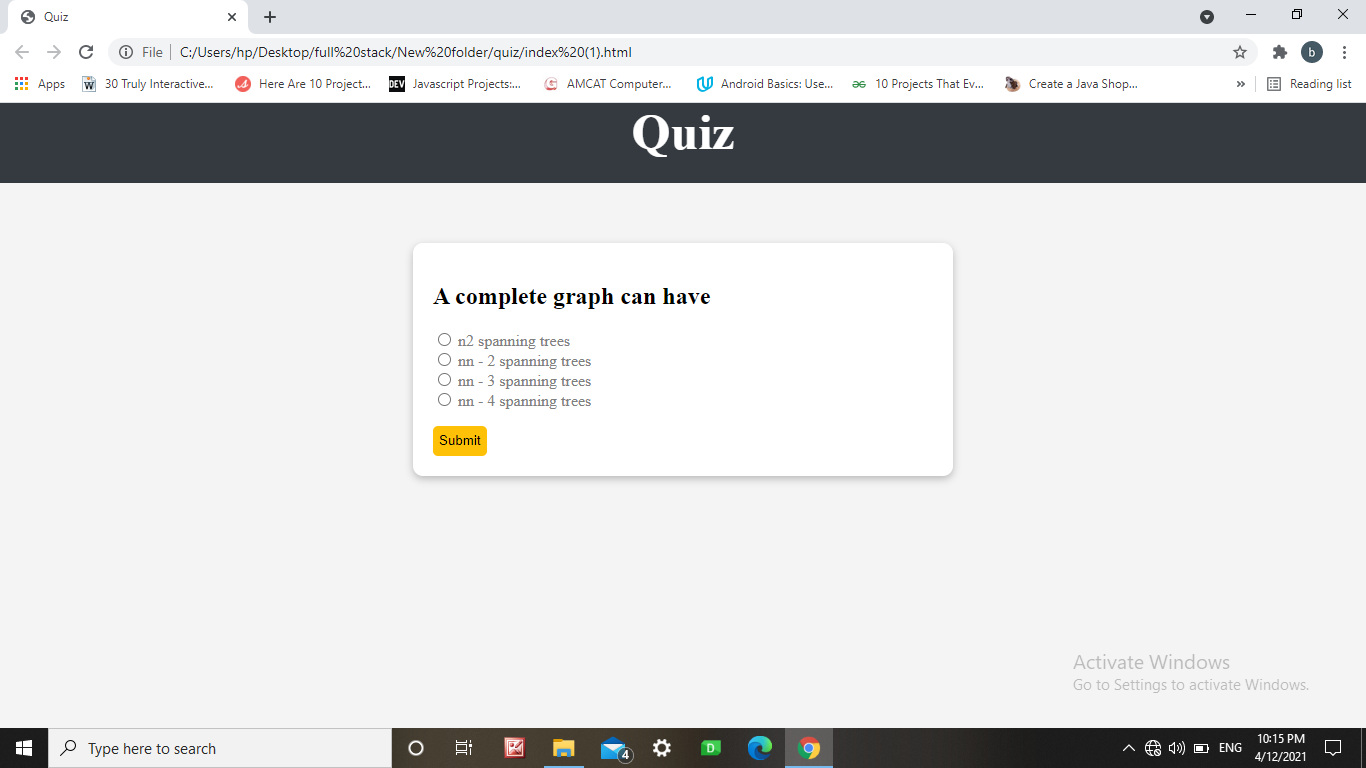 Quiz
File C:/Users/hp/Desktop/full%20stack/New%20folder/quiz/index%20(1).html b
Apps W 30 Truly Interactive... Here Are 10 Project... DEV Javascript Projects:... AMCAT Computer... Android Basics: Use... 10 Projects That Ev... Create a Java Shop... » Reading list
Quiz
A complete graph can have
n2 spanning trees
nn - 2 spanning trees
nn - 3 spanning trees
nn - 4 spanning trees
Submit
Activate Windows
Go to Settings to activate Windows.
Type here to search 4 D ENG 10:15 PM
4/12/2021